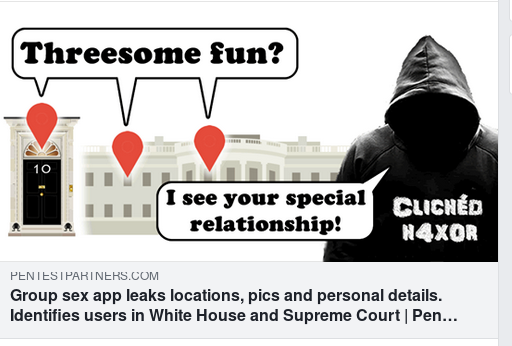 Threesome fun?
10
I see your special
relationship!
CLICHÉD
H4XOR
PENTESTPARTNERS.COM
Group sex app leaks locations, pics and personal details.
Identifies users in White House and Supreme Court | Pen…